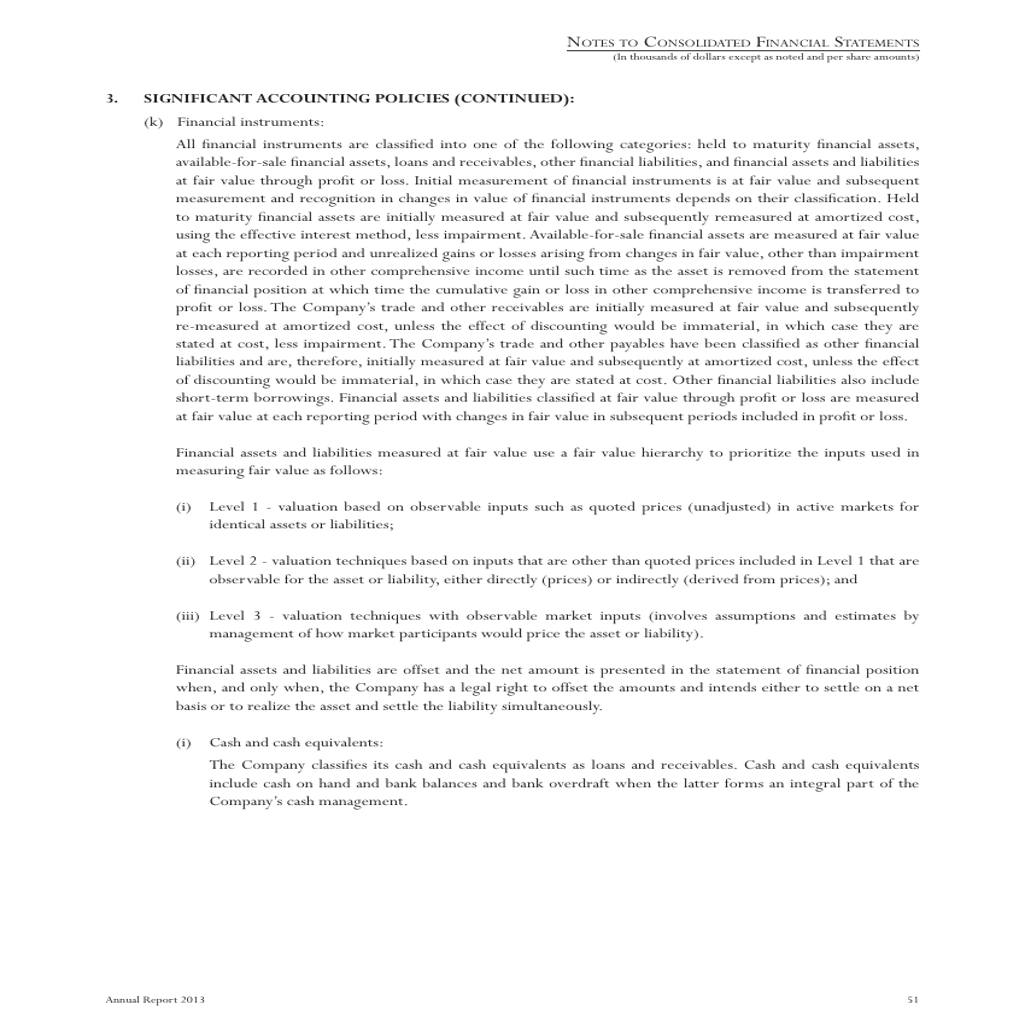 NOTES TO CONSOLIDATED FINANCIAL STATEMENTS
(In thousands of dollars except as noted and per share amounts)
3. SIGNIFICANT ACCOUNTING POLICIES (CONTINUED):
(k) Financial instruments:
All financial instruments are classified into one of the following categories: held to maturity financial assets,
available-for-sale financial assets, loans and receivables, other financial liabilities, and financial assets and liabilities
at fair value through profit or loss. Initial measurement of financial instruments is at fair value and subsequent
measurement and recognition in changes in value of financial instruments depends on their classification. Held
to maturity financial assets are initially measured at fair value and subsequently remeasured at amortized cost,
using the effective interest method, less impairment. Available-for-sale financial assets are measured at fair value
at each reporting period and unrealized gains or losses arising from changes in fair value, other than impairment
losses, are recorded in other comprehensive income until such time as the asset is removed from the statement
of financial position at which time the cumulative gain or loss in other comprehensive income is transferred to
profit or loss. The Company's trade and other receivables are initially measured at fair value and subsequently
re-measured at amortized cost, unless the effect of discounting would be immaterial, in which case they are
stated at cost, less impairment. The Company's trade and other payables have been classified as other financial
liabilities and are, therefore, initially measured at fair value and subsequently at amortized cost, unless the effect
of discounting would be immaterial, in which case they are stated at cost. Other financial liabilities also include
short-term borrowings. Financial assets and liabilities classified at fair value through profit or loss are measured
at fair value at each reporting period with changes in fair value in subsequent periods included in profit or loss.
Financial assets and liabilities measured at fair value use a fair value hierarchy to prioritize the inputs used in
measuring fair value as follows:
(i) Level 1 - valuation based on observable inputs such as quoted prices (unadjusted) in active markets for
identical assets or liabilities;
(ii) Level 2 - valuation techniques based on inputs that are other than quoted prices included in Level 1 that are
observable for the asset or liability, either directly (prices) or indirectly (derived from prices); and
(iii) Level 3 - valuation techniques with observable market inputs (involves assumptions and estimates by
management of how market participants would price the asset or liability).
Financial assets and liabilities are offset and the net amount is presented in the statement of financial position
when, and only when, the Company has a legal right to offset the amounts and intends either to settle on a net
basis or to realize the asset and settle the liability simultaneously.
(i) Cash and cash equivalents:
The Company classifies its cash and cash equivalents as loans and receivables. Cash and cash equivalents
include cash on hand and bank balances and bank overdraft when the latter forms an integral part of the
Company's cash management.
Annual Report 2013
51